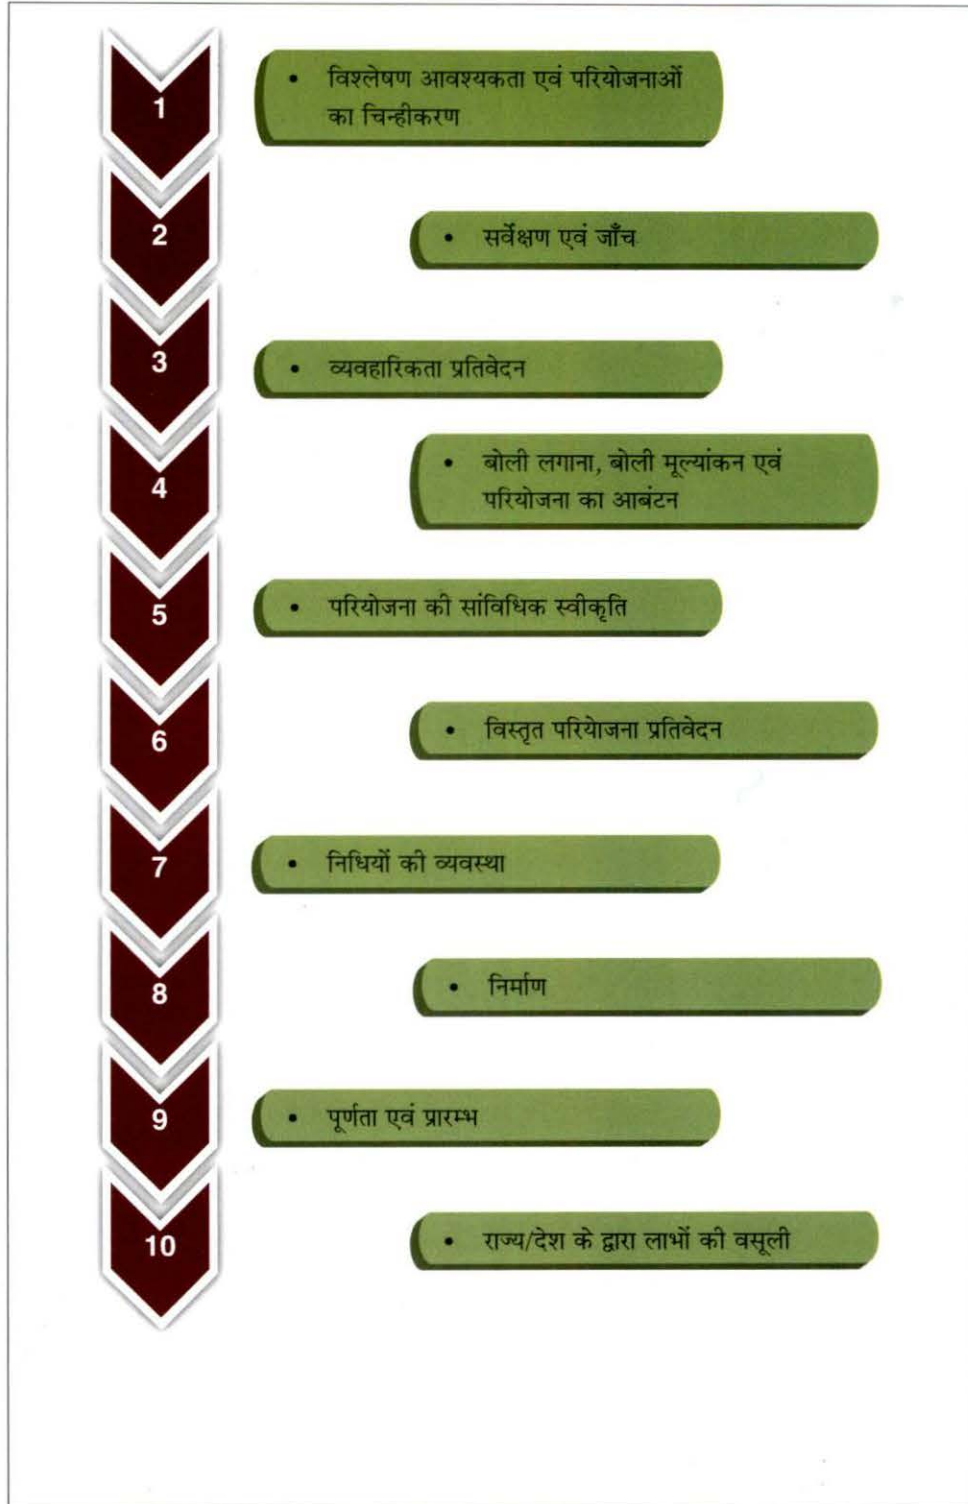 1
• विश्लेषण आवश्यकता एवं परियोजनाओं
का चिन्हीकरण
2
• सर्वेक्षण एवं जाँच
3
• व्यवहारिकता प्रतिवेदन
4
• बोली लगाना, बोली मूल्यांकन एवं
परियोजना का आबंटन
5
• परियोजना की सांविधिक स्वीकृति
6
• विस्तृत परियेाजना प्रतिवेदन
7
• निधियों की व्यवस्था
8
• निर्माण
9
• पूर्णता एवं प्रारम्भ
10
• राज्य/देश के द्वारा लाभों की वसूली